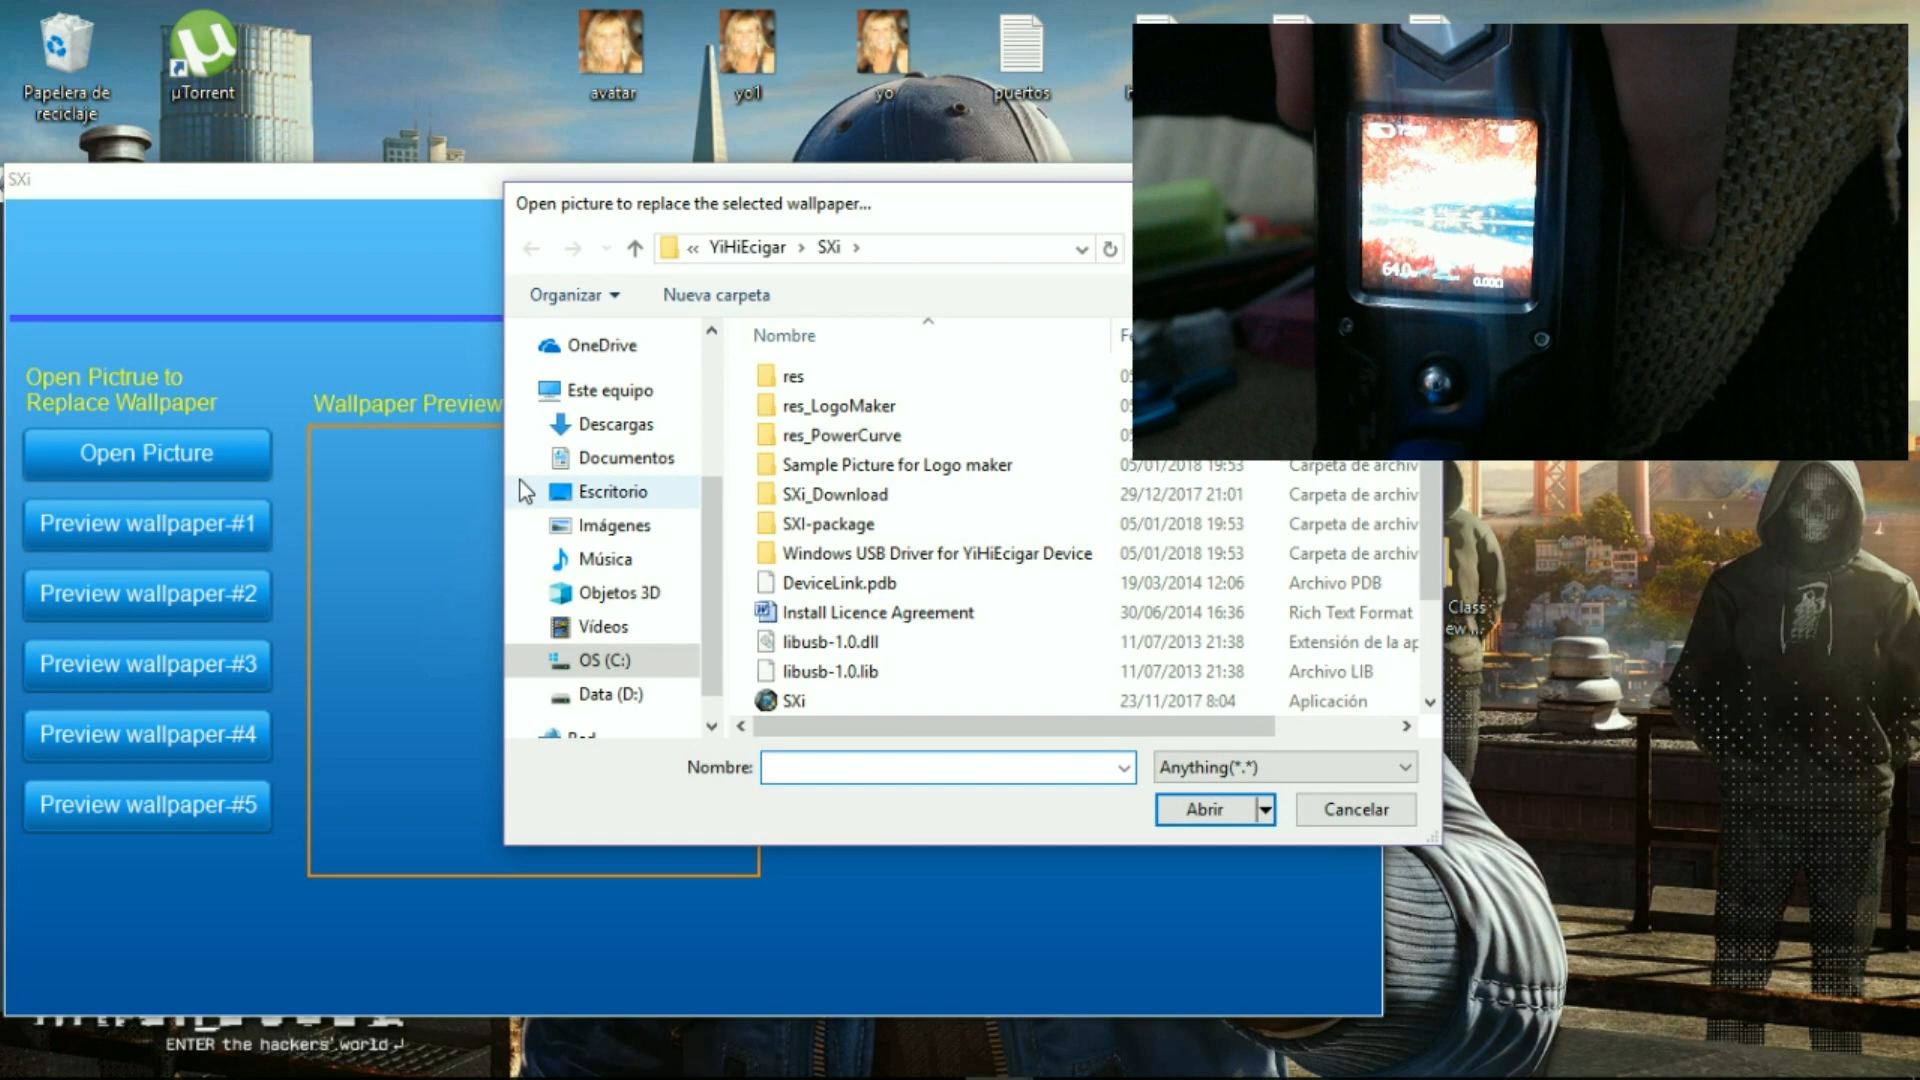 Papelera de
reciclaje
µTorrent
avatar
yo1
yo
puertos
SXi
Open picture to replace the selected wallpaper...
« YiHiEcigar › SXi ›
Organizar
Nueva carpeta
OneDrive
Este equipo
Descargas
Documentos
Escritorio
Imágenes
Música
Objetos 3D
Vídeos
OS (C:)
Data (D:)
Nombre
res
res_LogoMaker
res_PowerCurve
Sample Picture for Logo maker 05/01/2018 19:53 Carpeta de archiv
SXi_Download 29/12/2017 21:01 Carpeta de archiv
SXI-package 05/01/2018 19:53 Carpeta de archiv
Windows USB Driver for YiHiEcigar Device 05/01/2018 19:53 Carpeta de archiv
DeviceLink.pdb 19/03/2014 12:06 Archivo PDB
Install Licence Agreement 30/06/2014 16:36 Rich Text Format
libusb-1.0.dll 11/07/2013 21:38 Extensión de la ap
libusb-1.0.lib 11/07/2013 21:38 Archivo LIB
SXi 23/11/2017 8:04 Aplicación
Nombre:
Anything(*.*)
Abrir
Cancelar
Open Pictrue to
Replace Wallpaper
Wallpaper Preview
Open Picture
Preview wallpaper-#1
Preview wallpaper-#2
Preview wallpaper-#3
Preview wallpaper-#4
Preview wallpaper-#5
Class
ENTER the hackers' world